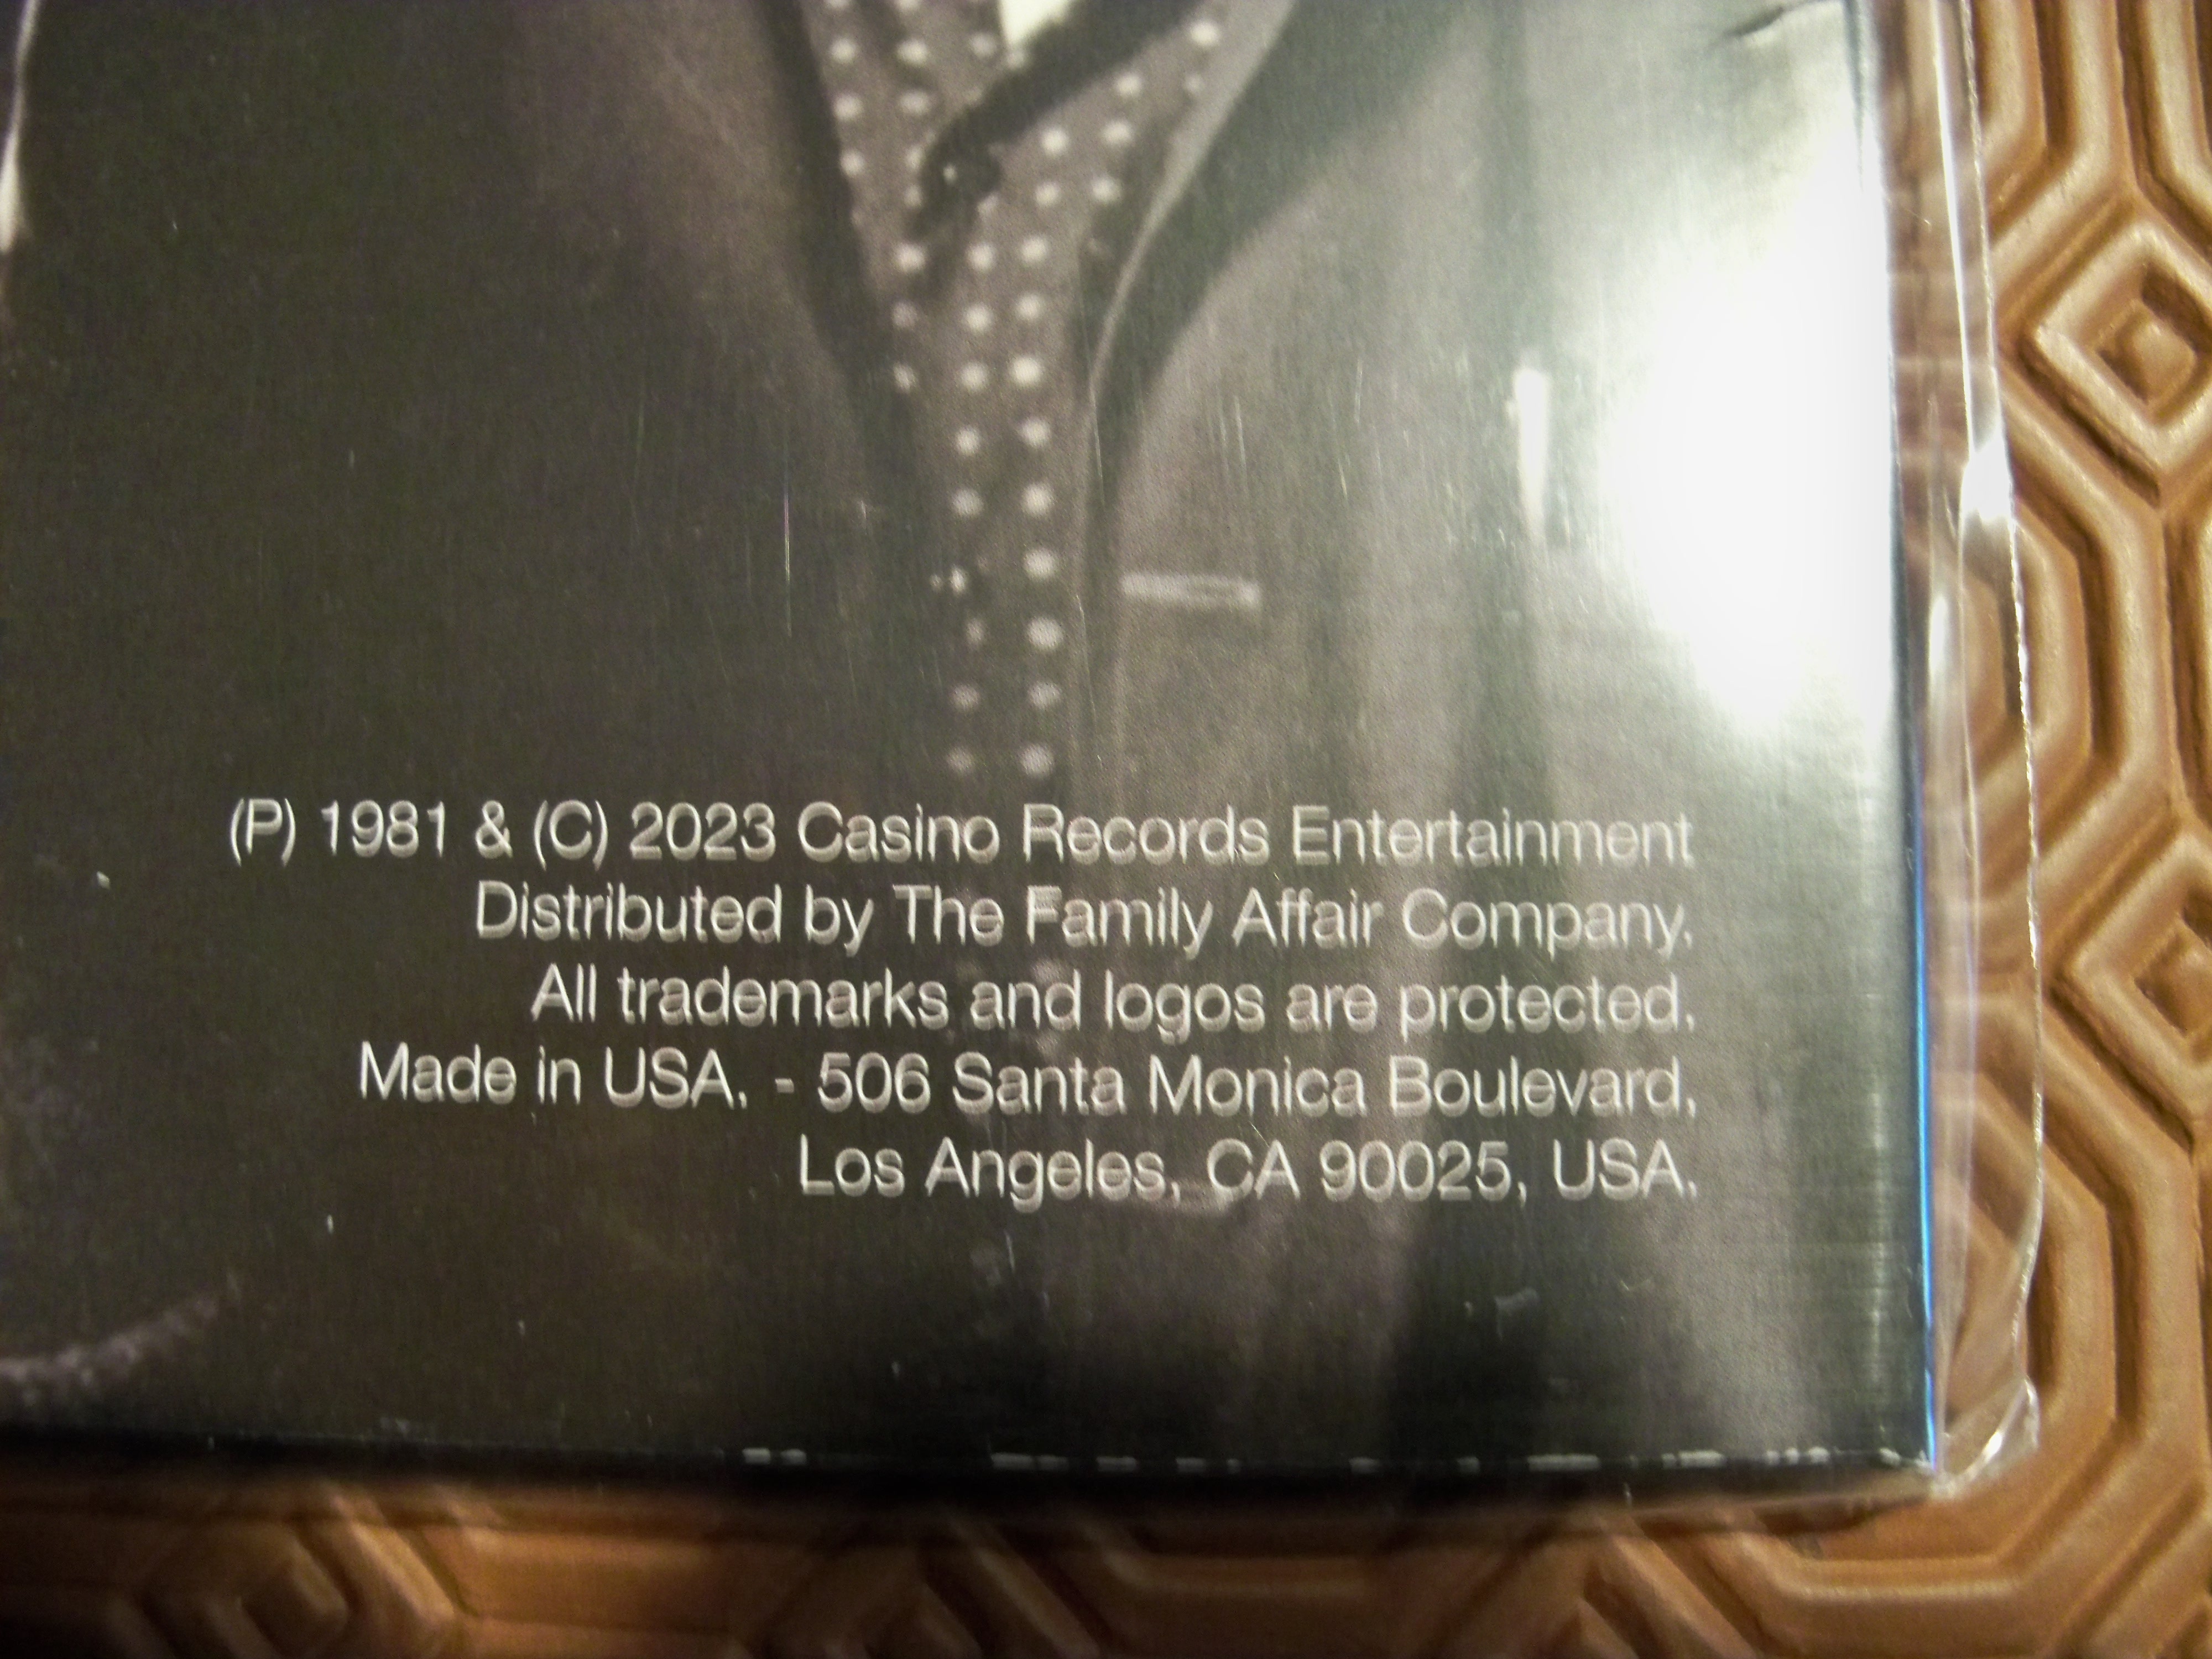 (P) 1981 & (C) 2023 Casino Records Entertainment
Distributed by The Family Affair Company.
All trademarks and logos are protected.
Made in USA. - 506 Santa Monica Boulevard,
Los Angeles, CA 90025, USA.